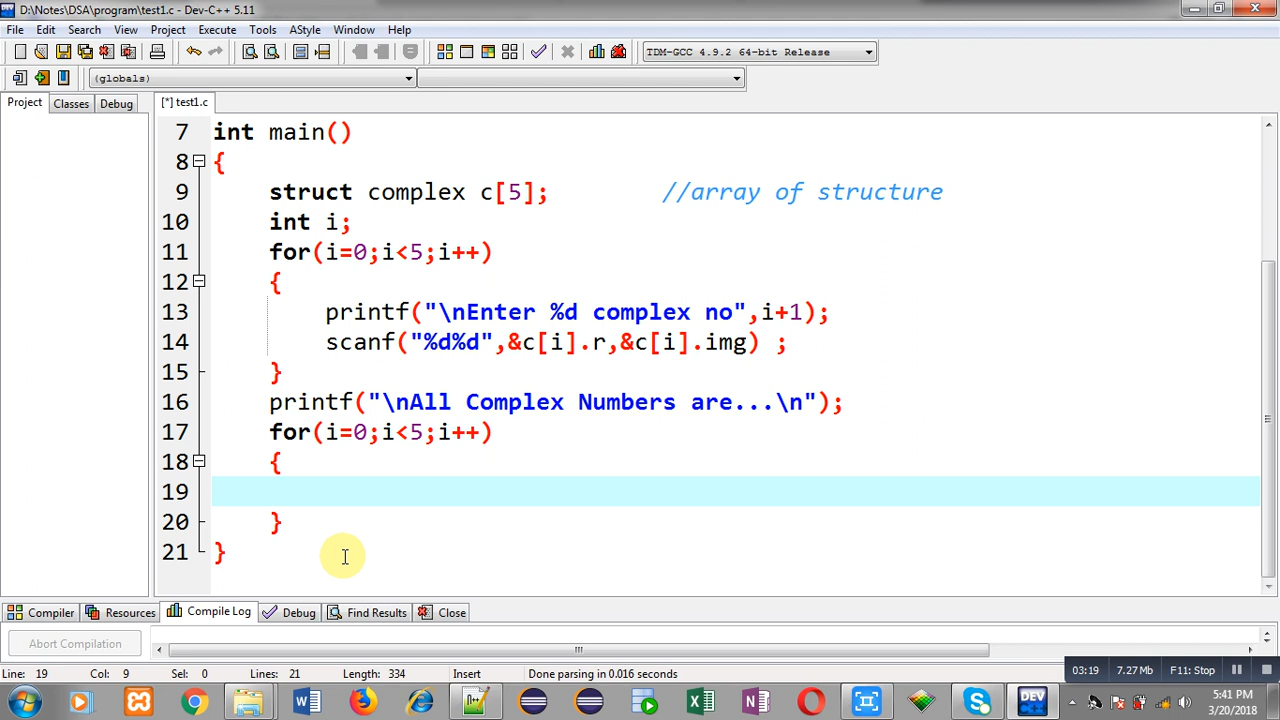 D:\Notes\DSA\program\test1.c - Dev-C++ 5.11
File Edit Search View Project Execute Tools AStyle Window Help
TDM-GCC 4.9.2 64-bit Release
(globals)
Project Classes Debug [*] test1.c
7 int main()
8 {
9 struct complex c[5]; //array of structure
10 int i;
11 for(i=0;i<5;i++)
12 {
13 printf("\nEnter %d complex no",i+1);
14 scanf("%d%d",&c[i].r,&c[i].img) ;
15 }
16 printf("\nAll Complex Numbers are...\n");
17 for(i=0;i<5;i++)
18 {
19
20 }
21 }
Compiler Resources Compile Log Debug Find Results Close
Abort Compilation
Line: 19 Col: 9 Sel: 0 Lines: 21 Length: 334 Insert Done parsing in 0.016 seconds
03:19 7.27 Mb F11: Stop
5:41 PM
3/20/2018
DEV